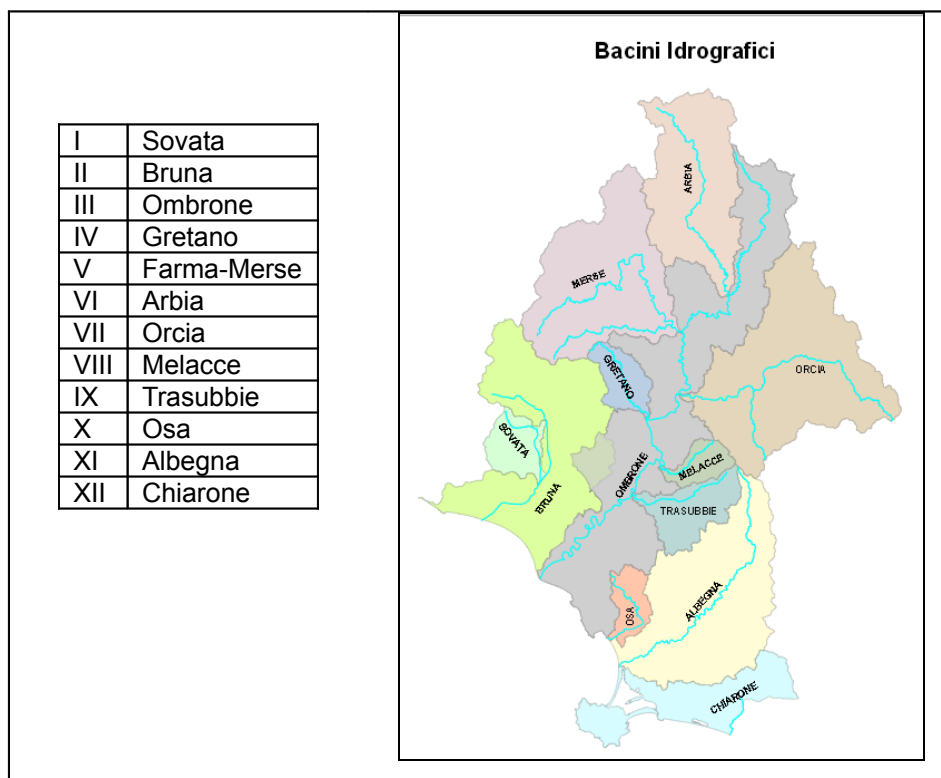 Bacini Idrografici
I Sovata
II Bruna
III Ombrone
IV Gretano
V Farma-Merse
VI Arbia
VII Orcia
VIII Melacce
IX Trasubbie
X Osa
XI Albegna
XII Chiarone
ARBIA
MERSE
GRETANO
ORCIA
SOVATA
OMBRONE
MELACCE
BRUNA
TRASUBBIE
ALBEGNA
OSA
CHIARONE